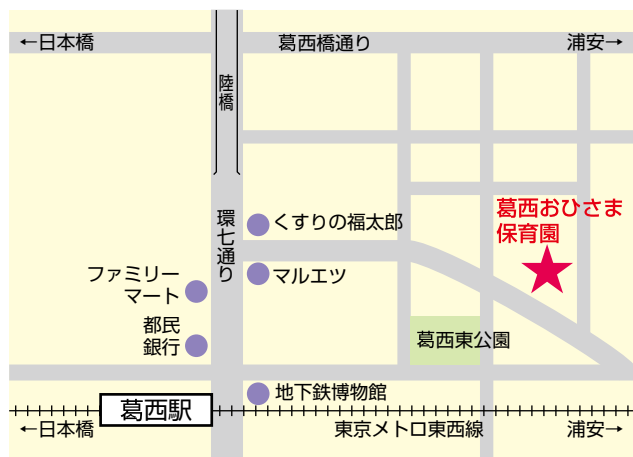 ←日本橋
葛西橋通り
浦安→
陸橋
葛西おひさま
保育園
環七通り
くすりの福太郎
マルエツ
ファミリー
マート
都民
銀行
葛西東公園
地下鉄博物館
葛西駅
←日本橋
東京メトロ東西線
浦安→